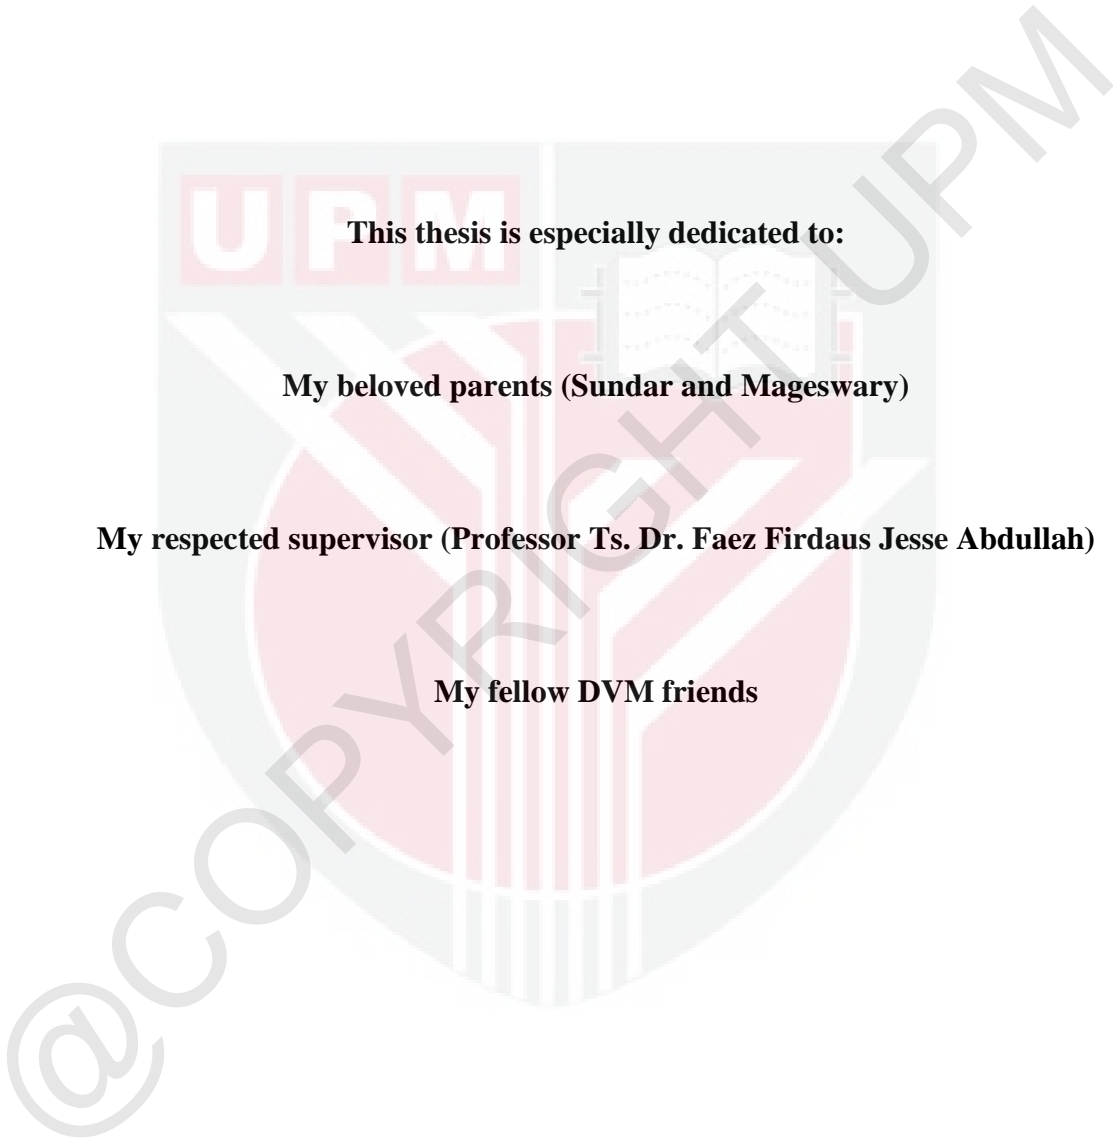 UPM
This thesis is especially dedicated to:
My beloved parents (Sundar and Mageswary)
My respected supervisor (Professor Ts. Dr. Faez Firdaus Jesse Abdullah)
My fellow DVM friends
@COPYRIGHT UPM